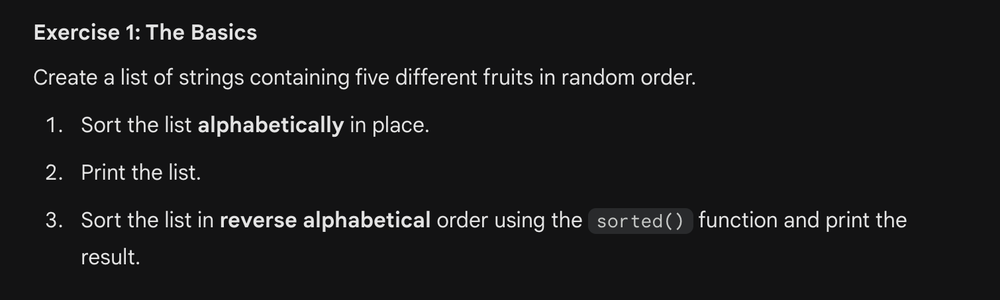 Exercise 1: The Basics
Create a list of strings containing five different fruits in random order.
1. Sort the list alphabetically in place.
2. Print the list.
3. Sort the list in reverse alphabetical order using the sorted() function and print the
result.